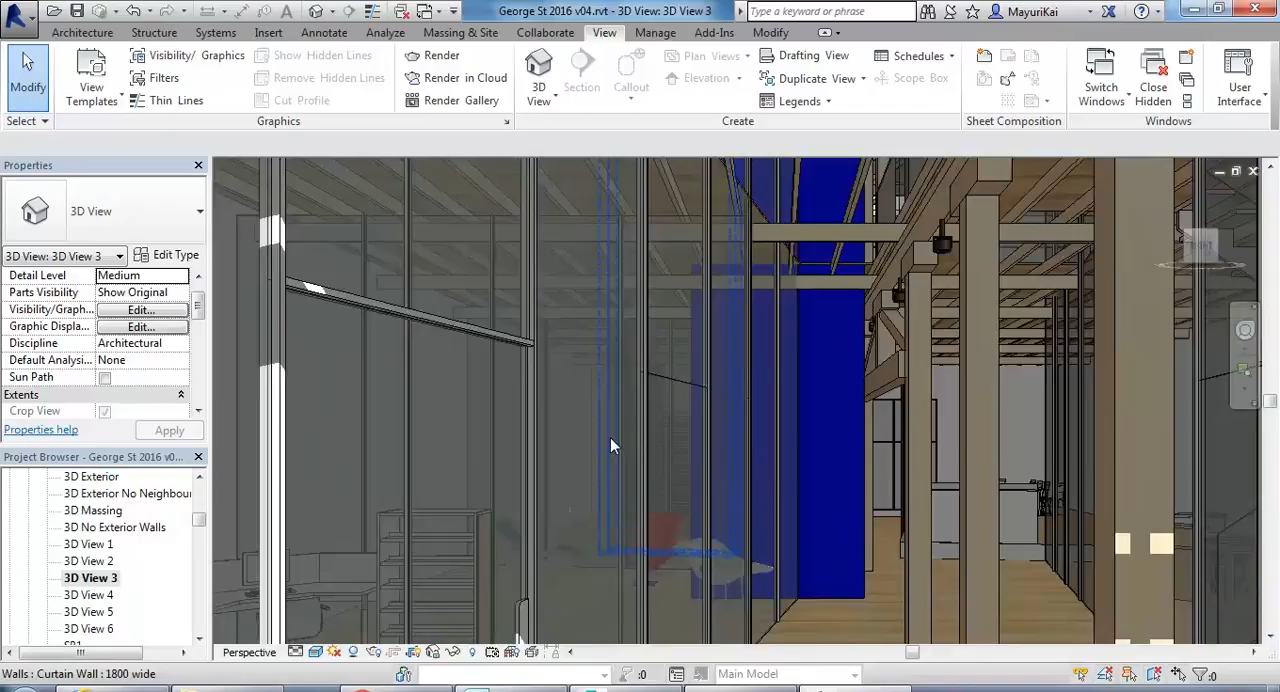 George St 2016 v04.rvt - 3D View: 3D View 3
Type a keyword or phrase
MayuriKai
Architecture Structure Systems Insert Annotate Analyze Massing & Site Collaborate View Manage Add-Ins Modify
Modify
Select
View Templates
Visibility/ Graphics
Filters
Thin Lines
Show Hidden Lines
Remove Hidden Lines
Cut Profile
Graphics
Render
Render in Cloud
Render Gallery
3D View
Section
Callout
Plan Views
Elevation
Drafting View
Duplicate View
Legends
Create
Schedules
Scope Box
Sheet Composition
Switch Windows
Close Hidden
Windows
User Interface
Properties
3D View
3D View: 3D View 3
Edit Type
Detail Level Medium
Parts Visibility Show Original
Visibility/Graph... Edit...
Graphic Displa... Edit...
Discipline Architectural
Default Analysi... None
Sun Path
Extents
Crop View
Properties help
Apply
Project Browser - George St 2016 v0...
3D Exterior
3D Exterior No Neighbour
3D Massing
3D No Exterior Walls
3D View 1
3D View 2
3D View 3
3D View 4
3D View 5
3D View 6
Perspective
Walls : Curtain Wall : 1800 wide
:0
Main Model
:0